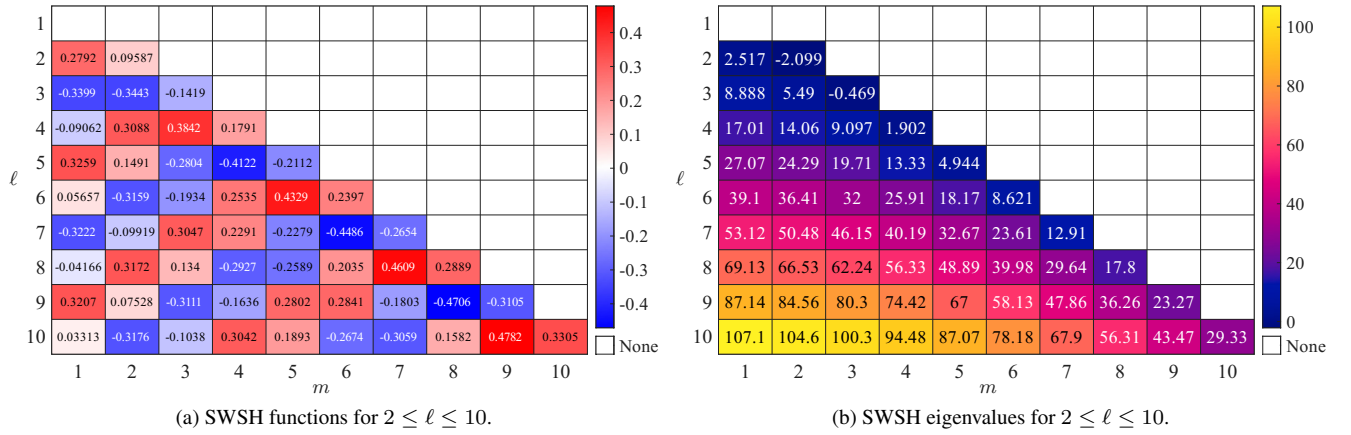 1
2 0.2792 0.09587
3 -0.3399 -0.3443 -0.1419
4 -0.09062 0.3088 0.3842 0.1791
5 0.3259 0.1491 -0.2804 -0.4122 -0.2112
ℓ
6 0.05657 -0.3159 -0.1934 0.2535 0.4329 0.2397
7 -0.3222 -0.09919 0.3047 0.2291 -0.2279 -0.4486 -0.2654
8 -0.04166 0.3172 0.134 -0.2927 -0.2589 0.2035 0.4609 0.2889
9 0.3207 0.07528 -0.3111 -0.1636 0.2802 0.2841 -0.1803 -0.4706 -0.3105
10 0.03313 -0.3176 -0.1038 0.3042 0.1893 -0.2674 -0.3059 0.1582 0.4782 0.3305
1 2 3 4 5 6 7 8 9 10
m
0.4
0.3
0.2
0.1
0
-0.1
-0.2
-0.3
-0.4
None
(a) SWSH functions for 2 ≤ ℓ ≤ 10.
1
2 2.517 -2.099
3 8.888 5.49 -0.469
4 17.01 14.06 9.097 1.902
5 27.07 24.29 19.71 13.33 4.944
ℓ
6 39.1 36.41 32 25.91 18.17 8.621
7 53.12 50.48 46.15 40.19 32.67 23.61 12.91
8 69.13 66.53 62.24 56.33 48.89 39.98 29.64 17.8
9 87.14 84.56 80.3 74.42 67 58.13 47.86 36.26 23.27
10 107.1 104.6 100.3 94.48 87.07 78.18 67.9 56.31 43.47 29.33
1 2 3 4 5 6 7 8 9 10
m
100
80
60
40
20
0
None
(b) SWSH eigenvalues for 2 ≤ ℓ ≤ 10.